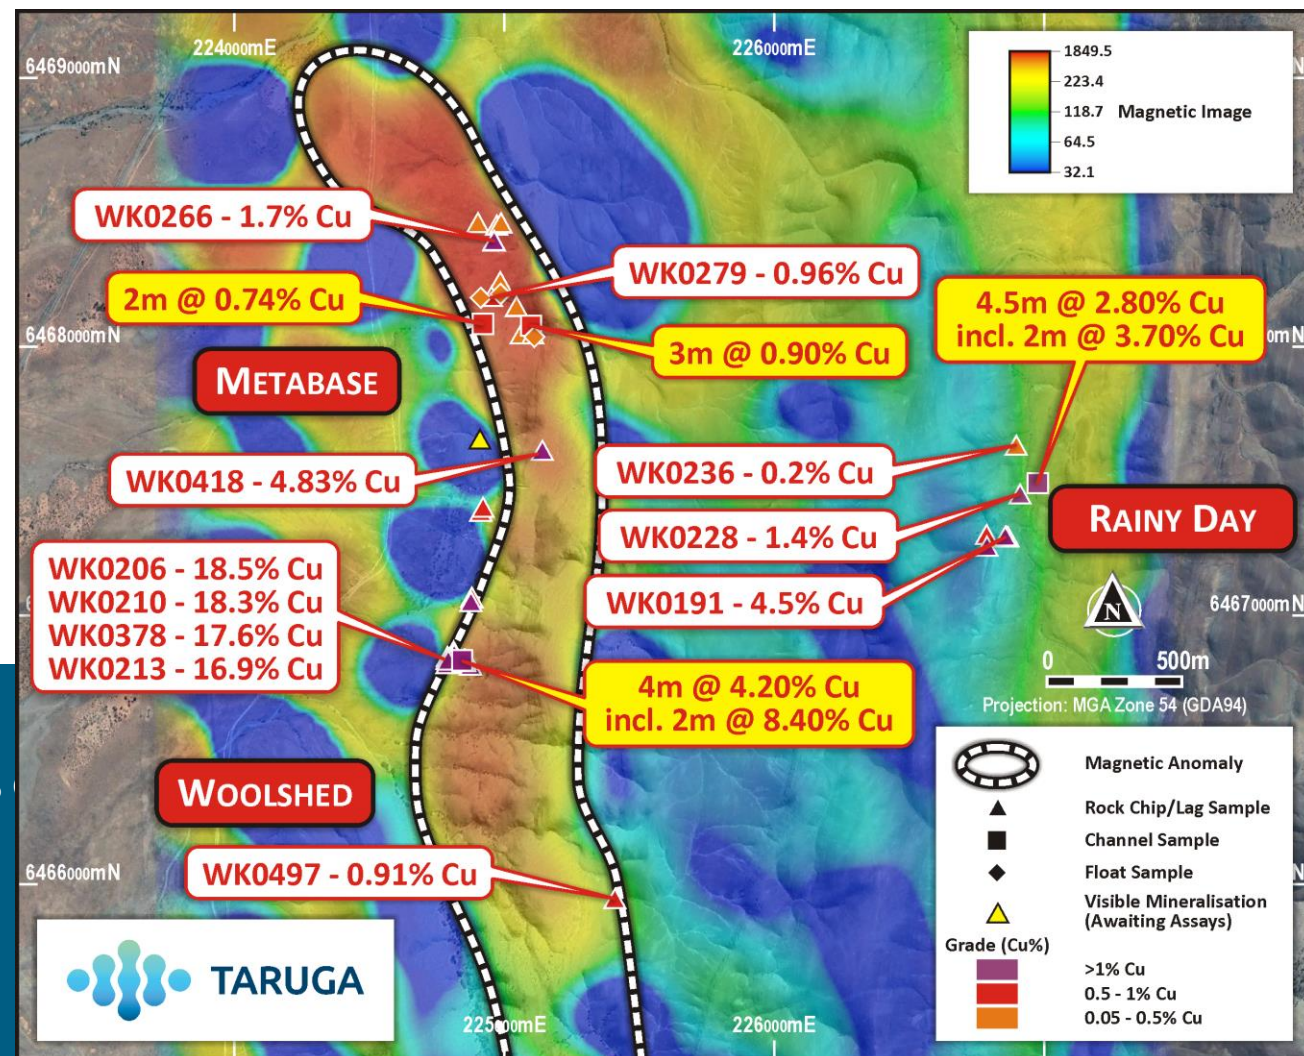 224000mE
226000mE
6469000mN
N
1849.5
223.4
118.7
64.5
32.1
Magnetic Image
WK0266 - 1.7% Cu
WK0279 - 0.96% Cu
2m @ 0.74% Cu
4.5m @ 2.80% Cu
incl. 2m @ 3.70% Cu
6468000mN
0mN
3m @ 0.90% Cu
METABASE
WK0418 - 4.83% Cu
WK0236 - 0.2% Cu
WK0228 - 1.4% Cu
RAINY DAY
WK0206 - 18.5% Cu
WK0210 - 18.3% Cu
WK0378 - 17.6% Cu
WK0213 - 16.9% Cu
WK0191 - 4.5% Cu
N
6467000mN
0 500m
Projection: MGA Zone 54 (GDA94)
4m @ 4.20% Cu
incl. 2m @ 8.40% Cu
WOOLSHED
WK0497 - 0.91% Cu
6466000mN
N
Magnetic Anomaly
Rock Chip/Lag Sample
Channel Sample
Float Sample
Visible Mineralisation
(Awaiting Assays)
Grade (Cu%)
>1% Cu
0.5 - 1% Cu
0.05 - 0.5% Cu
TARUGA
225000mE
226000mE